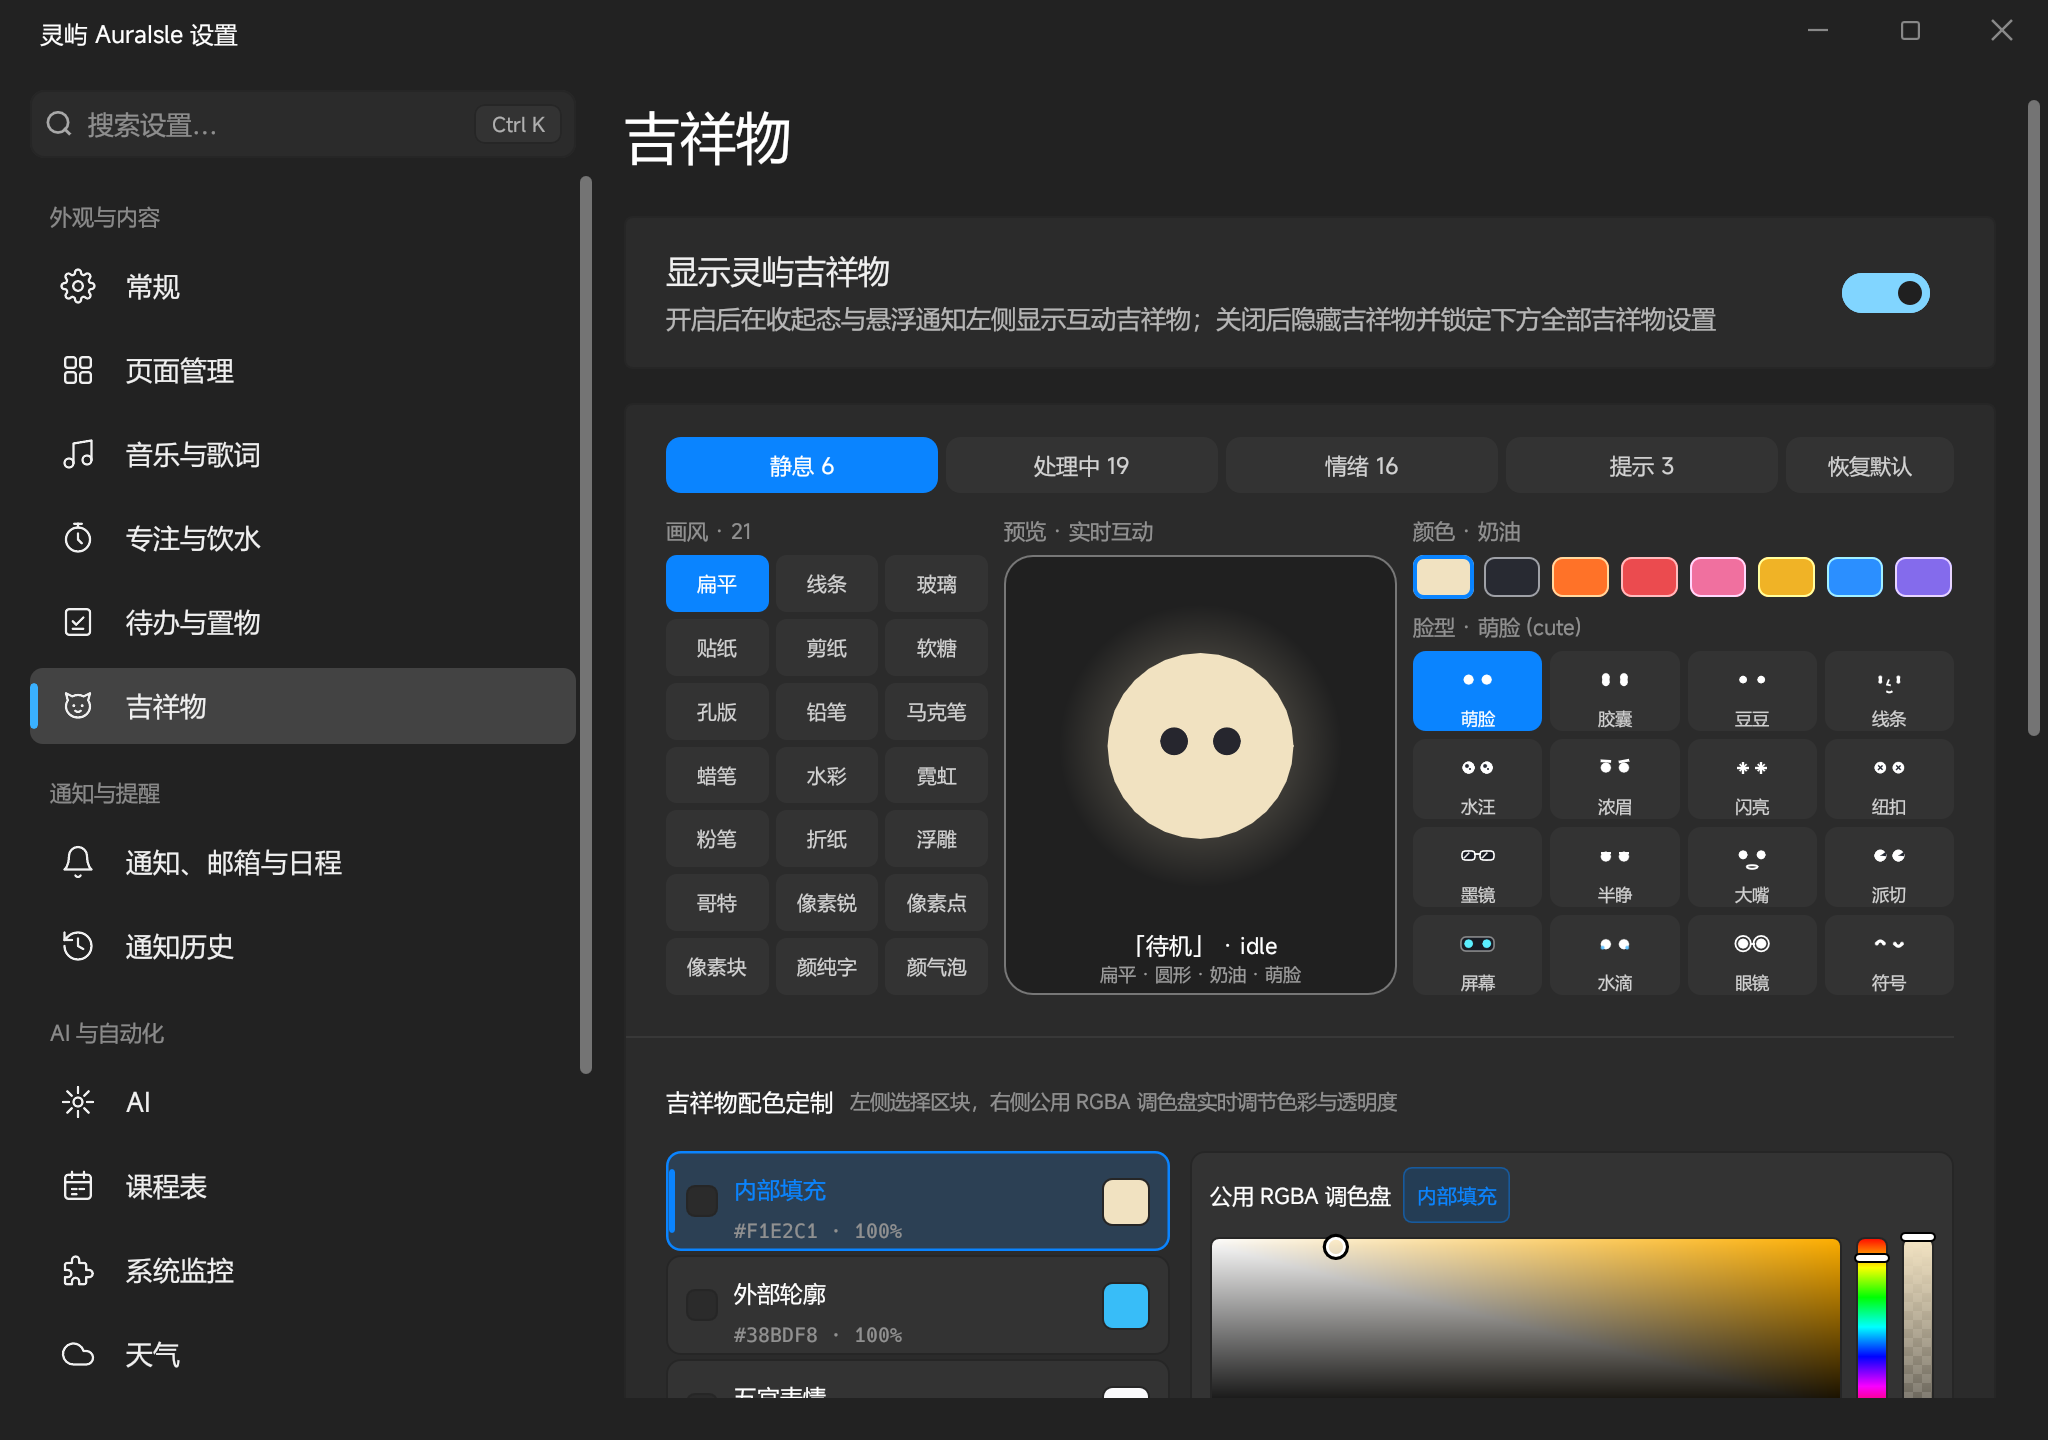 灵屿 AuraIsle 设置
搜索设置...
Ctrl K
外观与内容
常规
页面管理
音乐与歌词
专注与饮水
待办与置物
吉祥物
通知与提醒
通知、邮箱与日程
通知历史
AI 与自动化
AI
课程表
系统监控
天气
吉祥物
显示灵屿吉祥物
开启后在收起态与悬浮通知左侧显示互动吉祥物；关闭后隐藏吉祥物并锁定下方全部吉祥物设置
静息 6
处理中 19
情绪 16
提示 3
恢复默认
画风 · 21
扁平
线条
玻璃
贴纸
剪纸
软糖
孔版
铅笔
马克笔
蜡笔
水彩
霓虹
粉笔
折纸
浮雕
哥特
像素锐
像素点
像素块
颜纯字
颜气泡
预览 · 实时互动
「待机」 · idle
扁平 · 圆形 · 奶油 · 萌脸
颜色 · 奶油
脸型 · 萌脸 (cute)
萌脸
胶囊
豆豆
线条
水汪
浓眉
闪亮
纽扣
墨镜
半睁
大嘴
派切
屏幕
水滴
眼镜
符号
吉祥物配色定制
左侧选择区块，右侧公用 RGBA 调色盘实时调节色彩与透明度
内部填充
#F1E2C1 · 100%
外部轮廓
#38BDF8 · 100%
五官表情
公用 RGBA 调色盘
内部填充